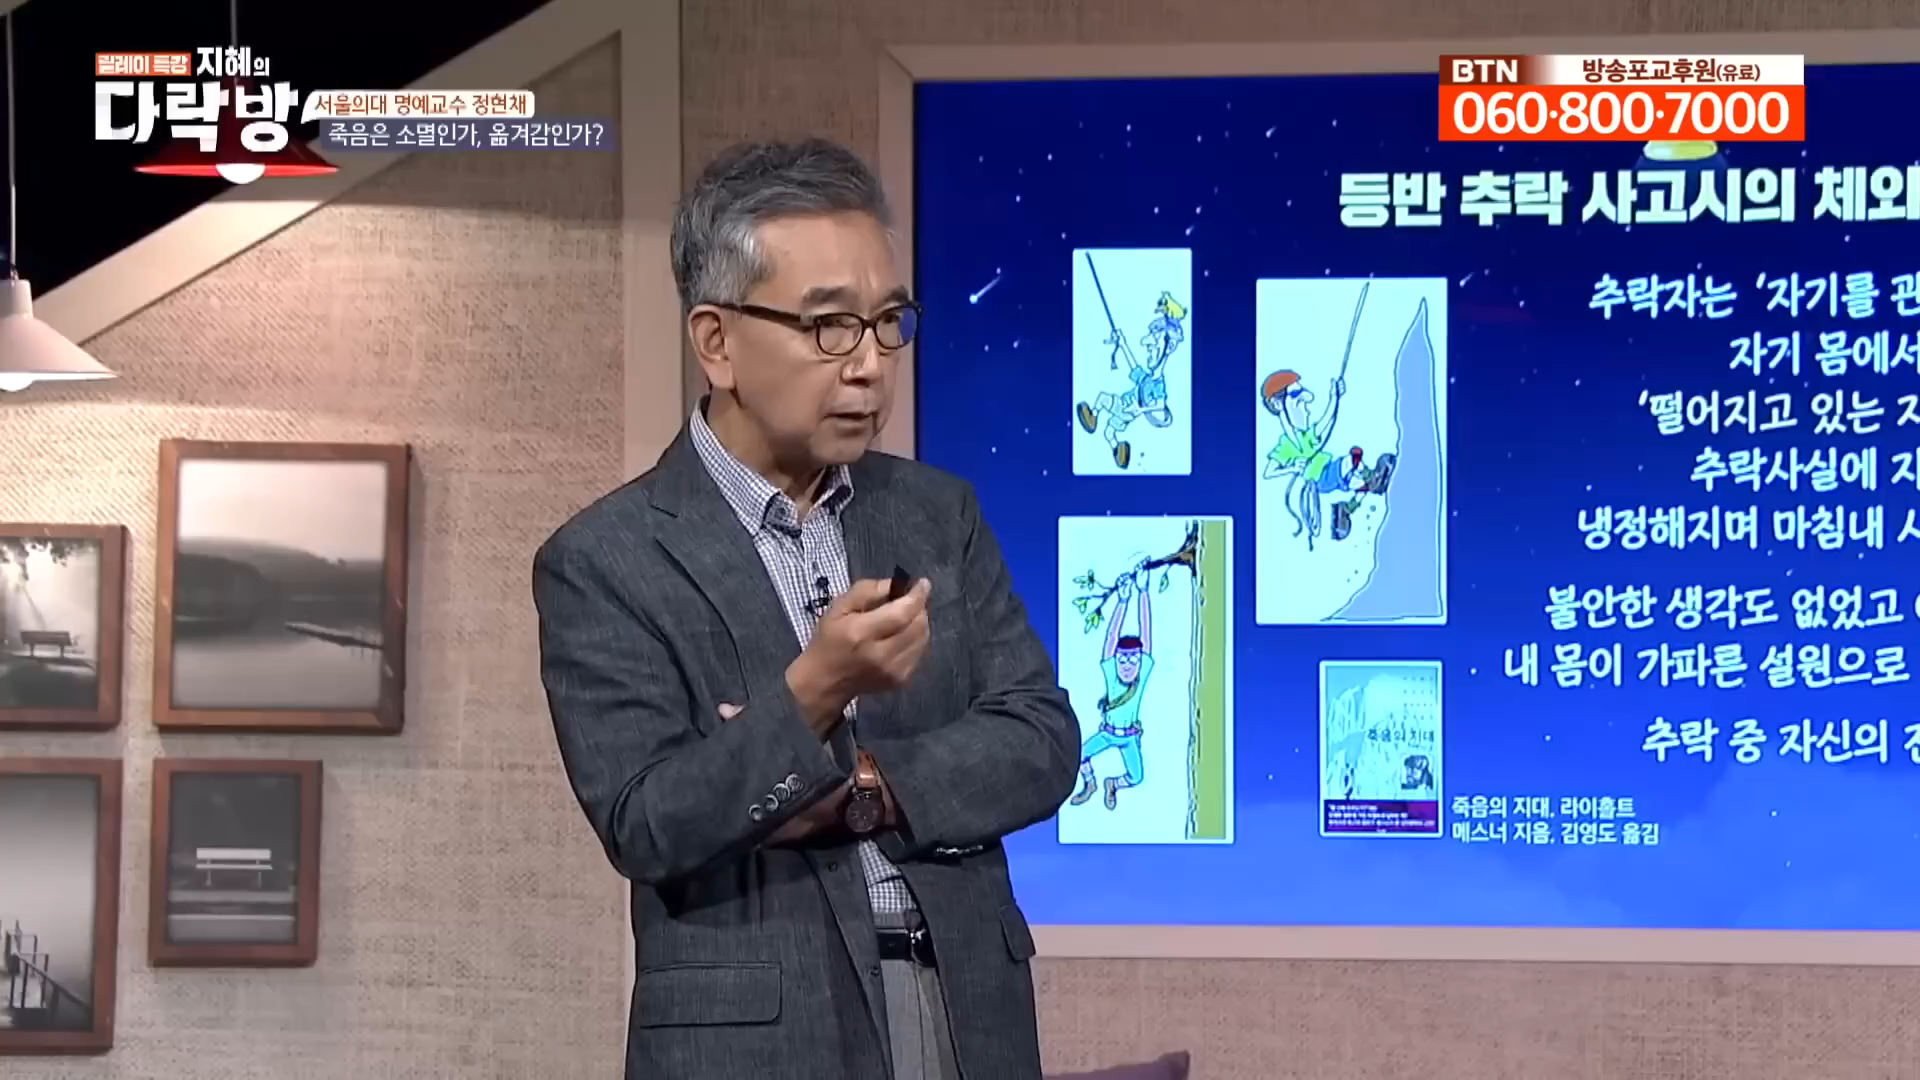 릴레이 특강 지혜의
다락방
서울의대 명예교수 정현채
죽음은 소멸인가, 옮겨감인가?
BTN 방송포교후원(유료)
060·800·7000
등반 추락 사고시의 체외
추락자는 ‘자기를 관
자기 몸에서
‘떨어지고 있는 자
추락사실에 지
냉정해지며 마침내 사
불안한 생각도 없었고
내 몸이 가파른 설원으로
추락 중 자신의 전
죽음의 지대
죽음의 지대, 라이홀트
메스너 지음, 김영도 옮김